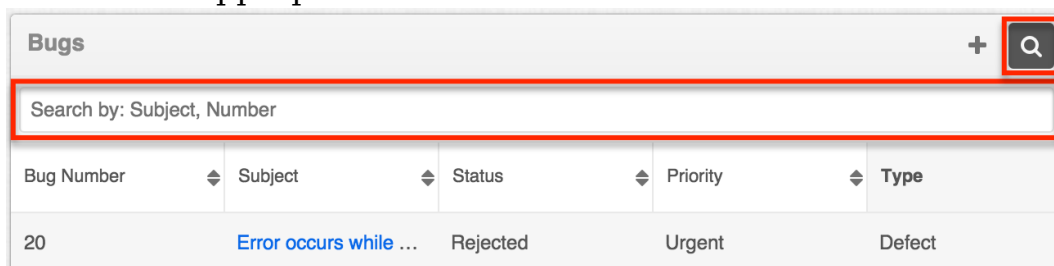 Bugs
Search by: Subject, Number
Bug Number Subject Status Priority Type
20 Error occurs while ... Rejected Urgent Defect